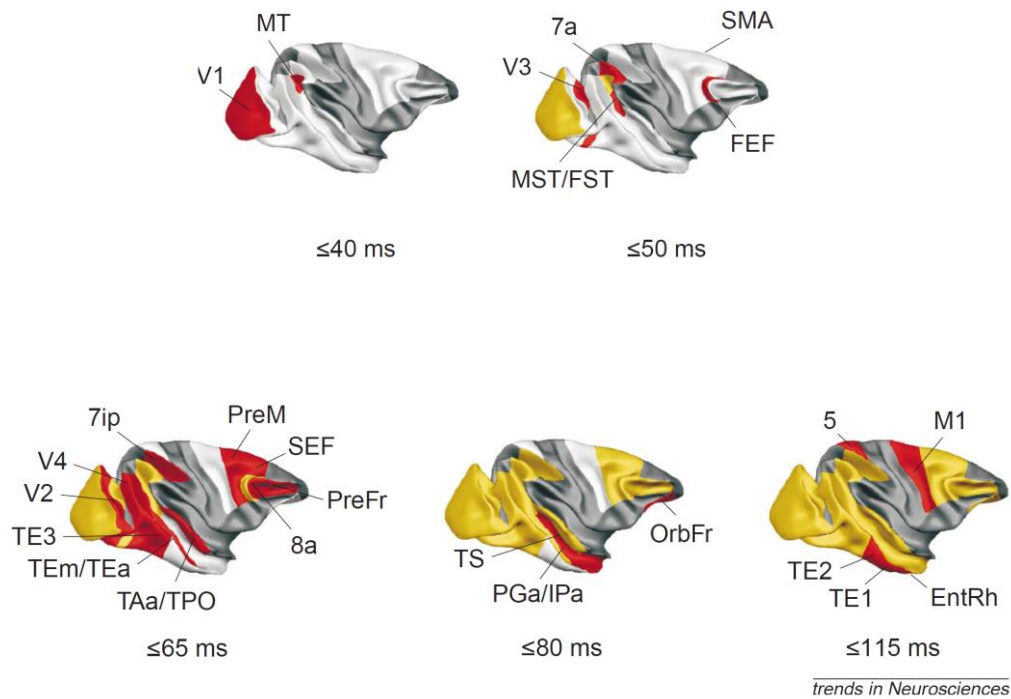 MT
V1
≤40 ms
7a
SMA
V3
FEF
MST/FST
≤50 ms
7ip
PreM
SEF
V4
V2
PreFr
TE3
8a
TEm/TEa
TAa/TPO
≤65 ms
OrbFr
TS
PGa/IPa
≤80 ms
5
M1
TE2
TE1
EntRh
≤115 ms
trends in Neurosciences